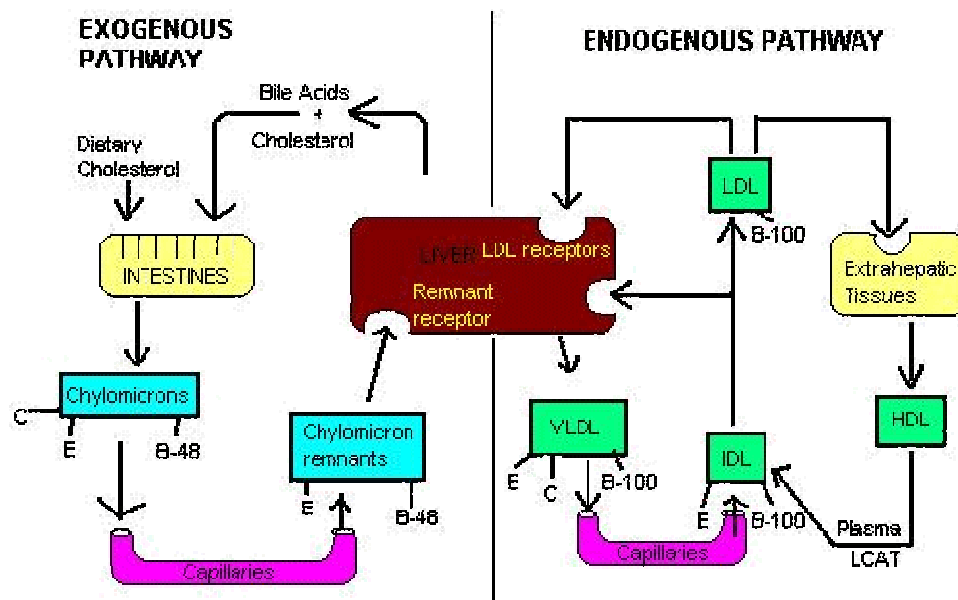 EXOGENOUS
PATHWAY
Bile Acids
+
Cholesterol
Dietary
Cholesterol
INTESTINES
Chylomicrons
C
E
B-48
Chylomicron
remnants
E
B-48
Capillaries
LIVER
LDL receptors
Remnant
receptor
ENDOGENOUS PATHWAY
LDL
B-100
Extrahepatic
Tissues
VLDL
E
C
B-100
IDL
E
B-100
HDL
Capillaries
Plasma
LCAT